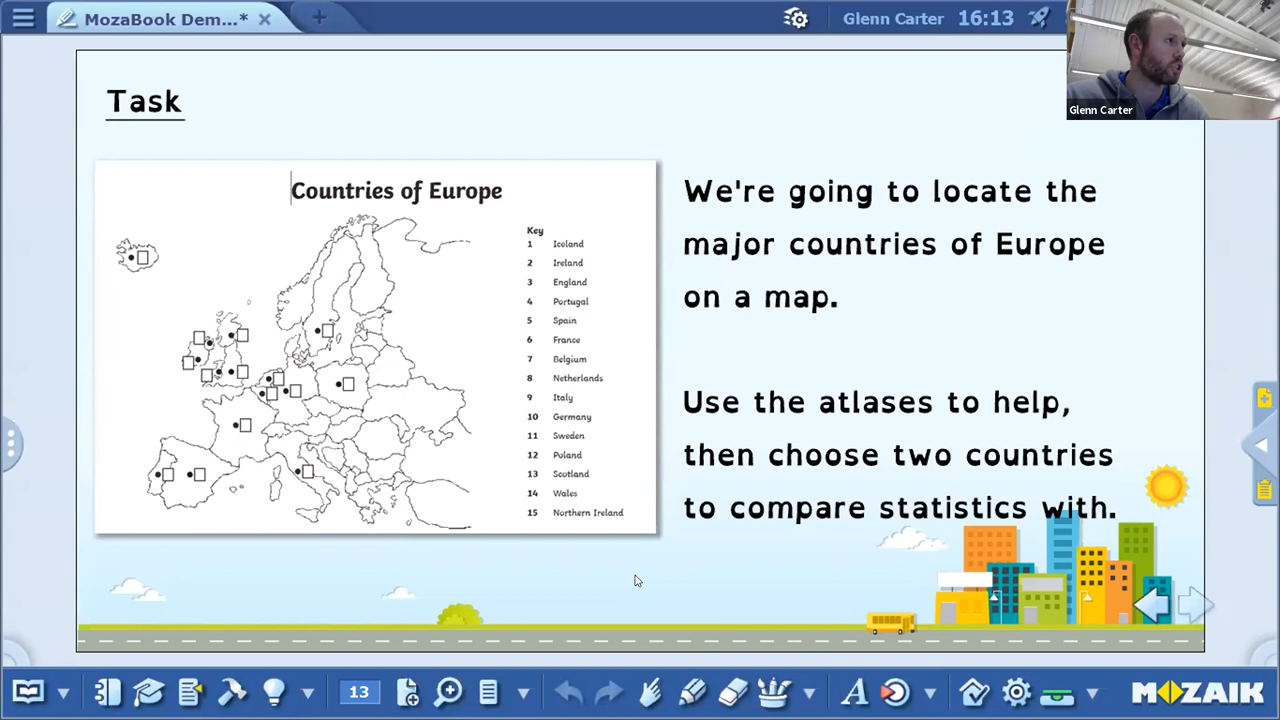 MozaBook Dem...*
Glenn Carter 16:13
Glenn Carter
Task
Countries of Europe
Key
1 Iceland
2 Ireland
3 England
4 Portugal
5 Spain
6 France
7 Belgium
8 Netherlands
9 Italy
10 Germany
11 Sweden
12 Poland
13 Scotland
14 Wales
15 Northern Ireland
We're going to locate the
major countries of Europe
on a map.
Use the atlases to help,
then choose two countries
to compare statistics with.
13
A
MOZAIK